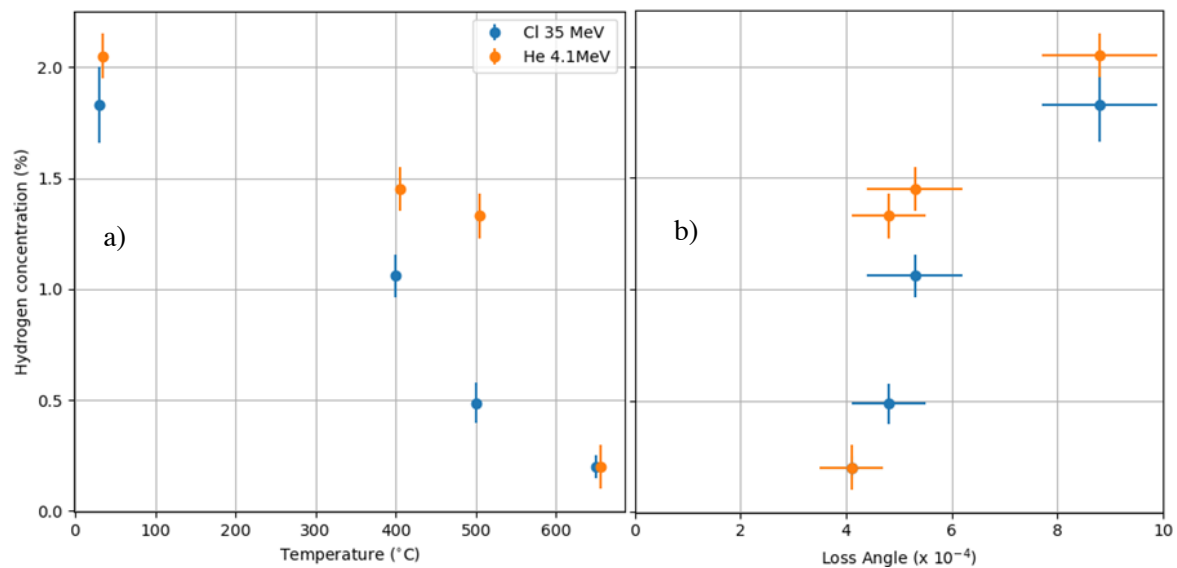 Cl 35 MeV
He 4.1MeV
2.0
1.5
1.0
0.5
0.0
Hydrogen concentration (%)
a)
0 100 200 300 400 500 600
Temperature (˚C)
b)
0 2 4 6 8 10
Loss Angle (x 10⁻⁴)